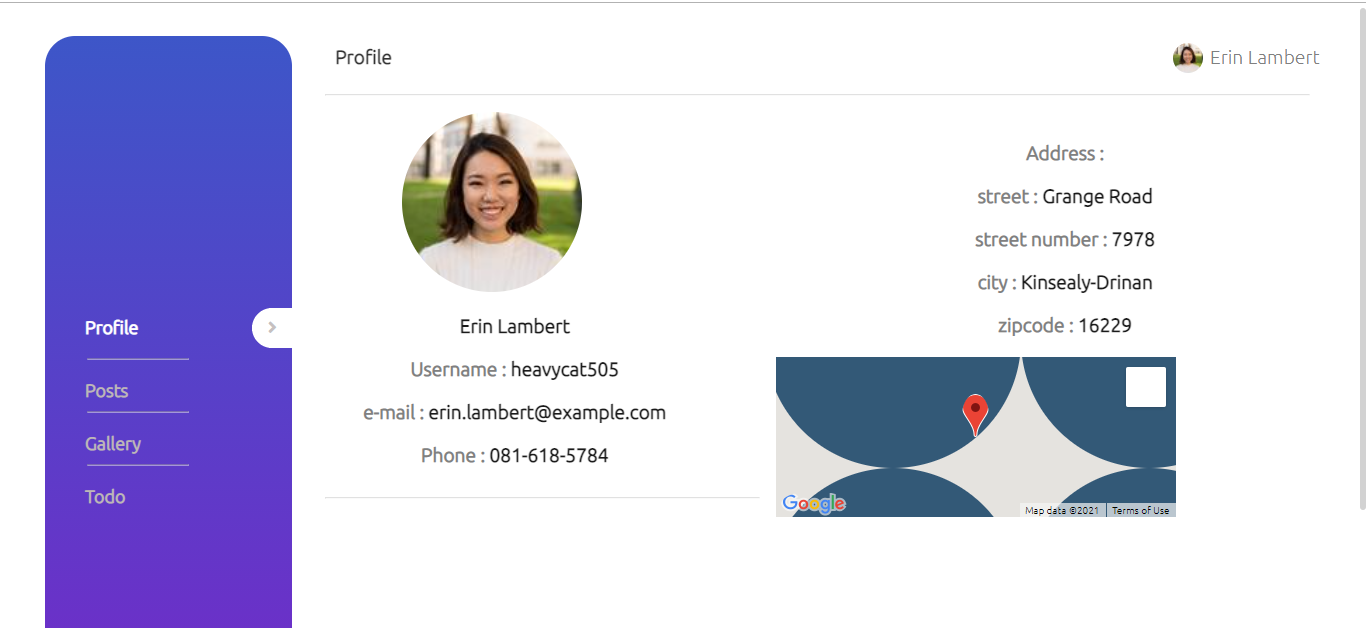 Profile
Erin Lambert
Profile
Posts
Gallery
Todo
Erin Lambert
Username : heavycat505
e-mail : erin.lambert@example.com
Phone : 081-618-5784
Address :
street : Grange Road
street number : 7978
city : Kinsealy-Drinan
zipcode : 16229
Google
Map data ©2021 Terms of Use